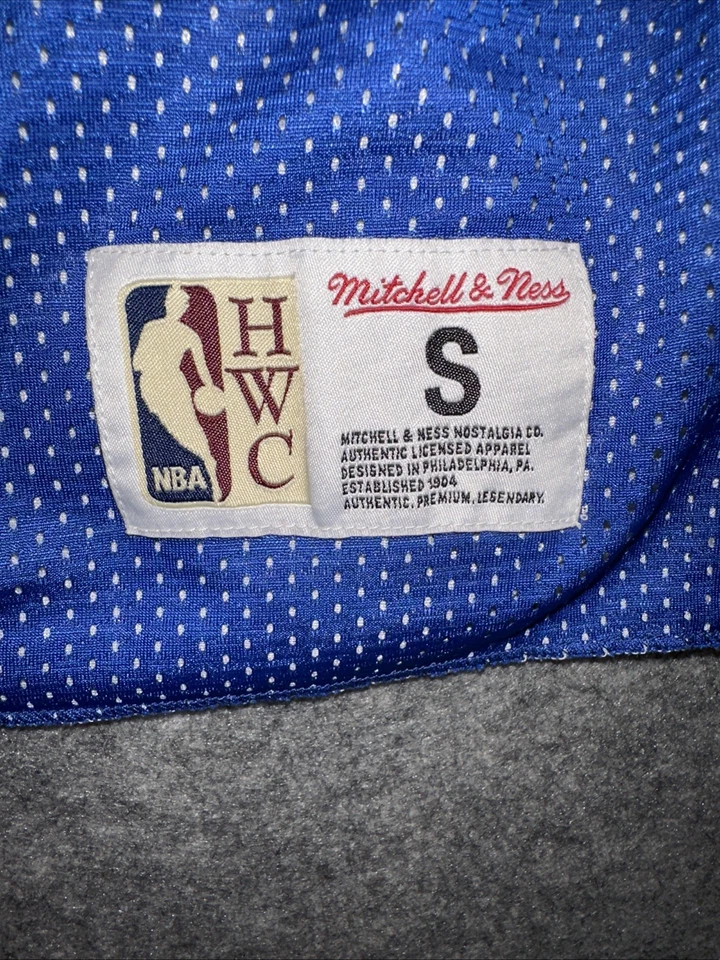 NBA
H
W
C
Mitchell & Ness
S
MITCHELL & NESS NOSTALGIA CO.
AUTHENTIC LICENSED APPAREL
DESIGNED IN PHILADELPHIA, PA.
ESTABLISHED 1904
AUTHENTIC. PREMIUM. LEGENDARY.